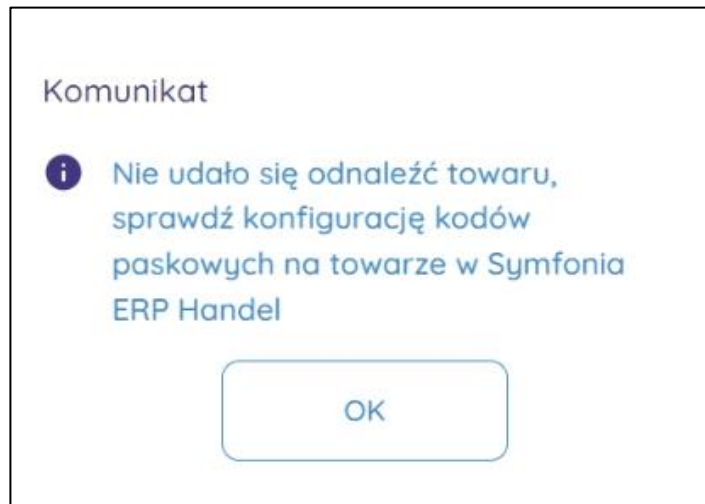 Komunikat
Nie udało się odnaleźć towaru,
sprawdź konfigurację kodów
paskowych na towarze w Symfonia
ERP Handel
OK